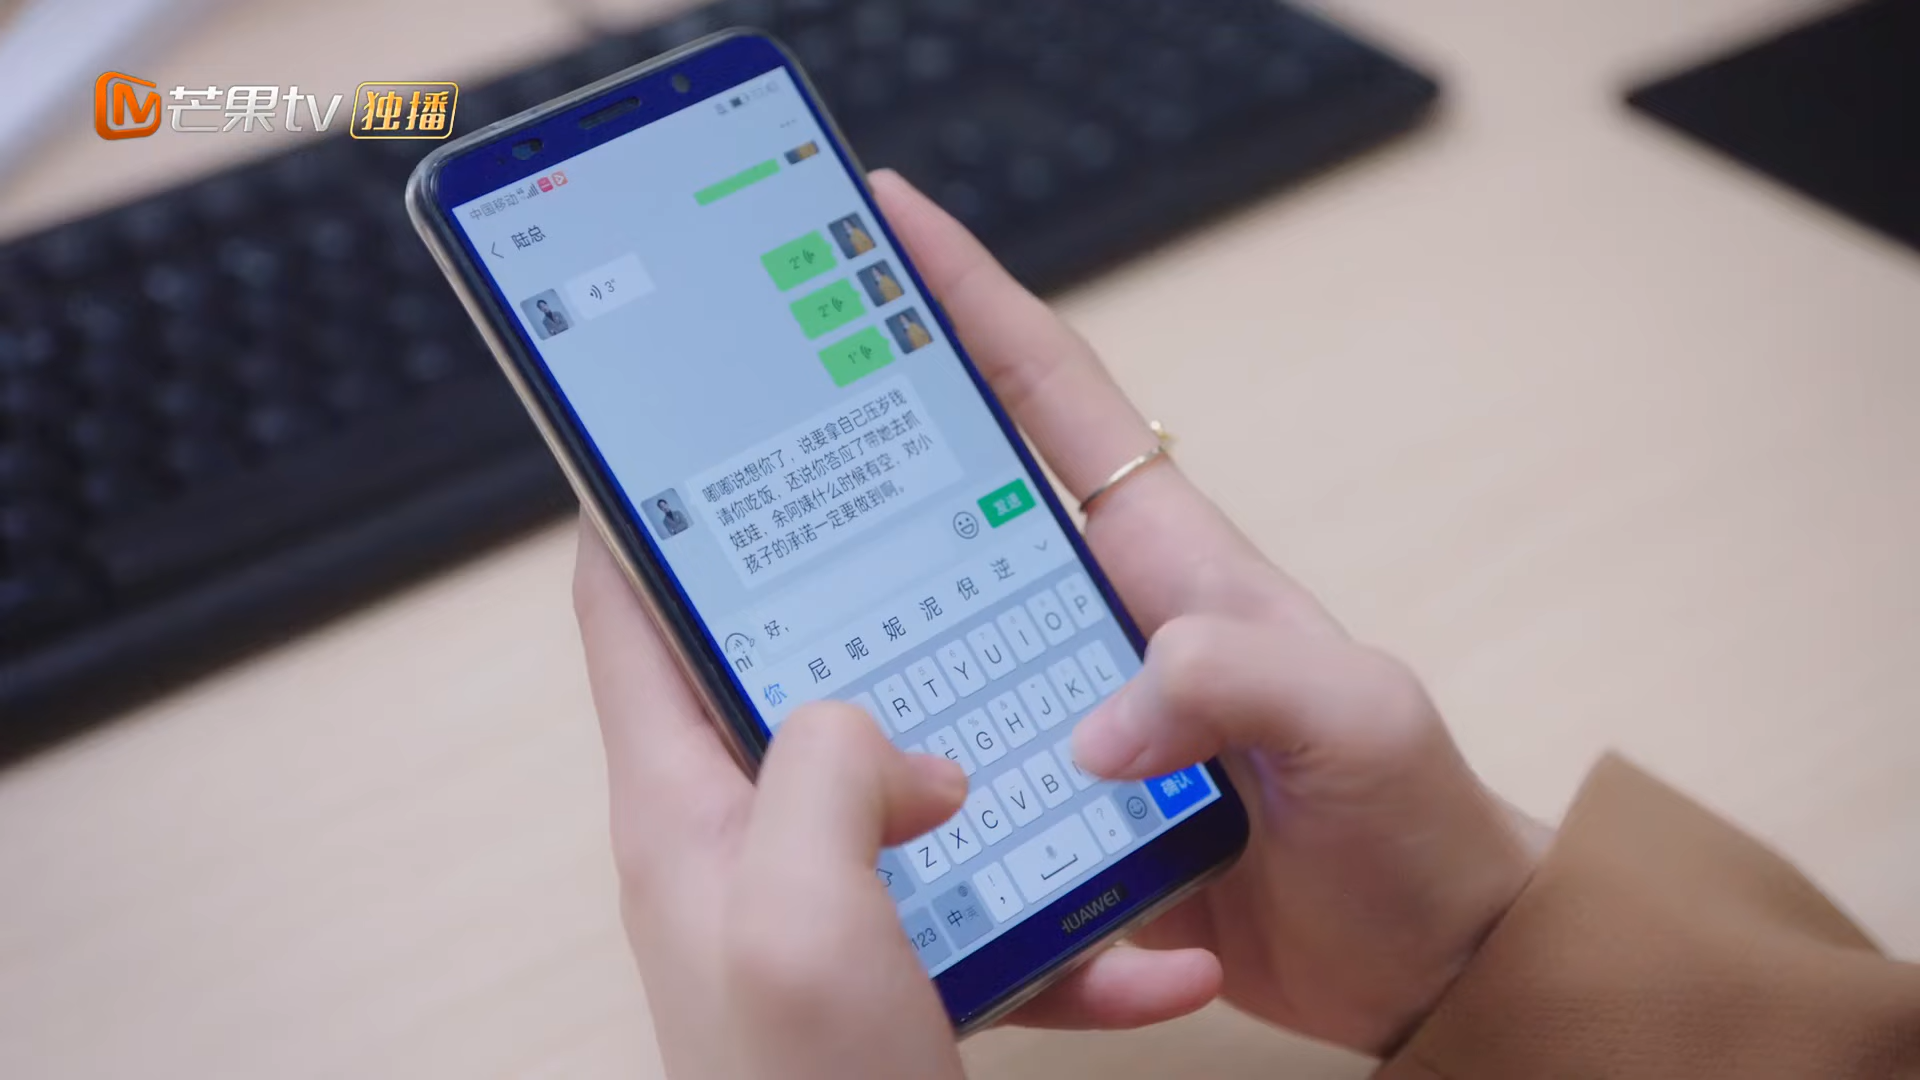 芒果tv 独播
中国移动
陆总
3"
2"
2"
1"
嘟嘟说想你了，说要拿自己压岁钱
请你吃饭，还说你答应了带她去抓
娃娃，余阿姨什么时候有空，对小
孩子的承诺一定要做到啊。
发送
好，
ni
你 尼 呢 妮 泥 倪 逆
R T Y U I O P
F G H J K L
Z X C V B
确认
123 中/英 ， 。
HUAWEI